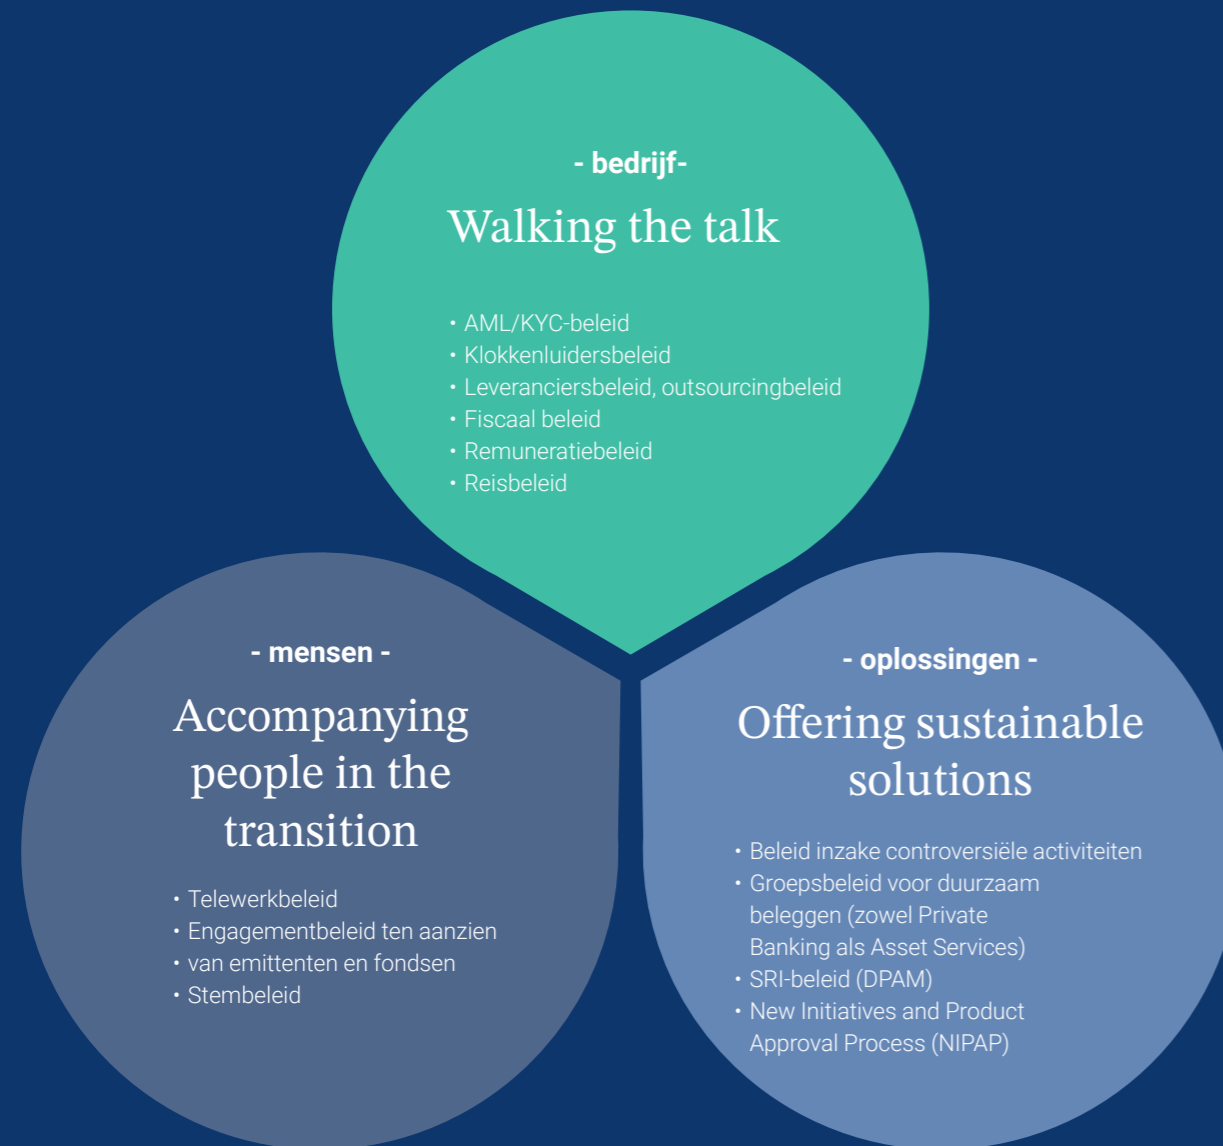 - bedrijf-
Walking the talk
• AML/KYC-beleid
• Klokkenluidersbeleid
• Leveranciersbeleid, outsourcingbeleid
• Fiscaal beleid
• Remuneratiebeleid
• Reisbeleid
- mensen -
Accompanying
people in the
transition
• Telewerkbeleid
• Engagementbeleid ten aanzien
• van emittenten en fondsen
• Stembeleid
- oplossingen -
Offering sustainable
solutions
• Beleid inzake controversiële activiteiten
• Groepsbeleid voor duurzaam
beleggen (zowel Private
Banking als Asset Services)
• SRI-beleid (DPAM)
• New Initiatives and Product
Approval Process (NIPAP)